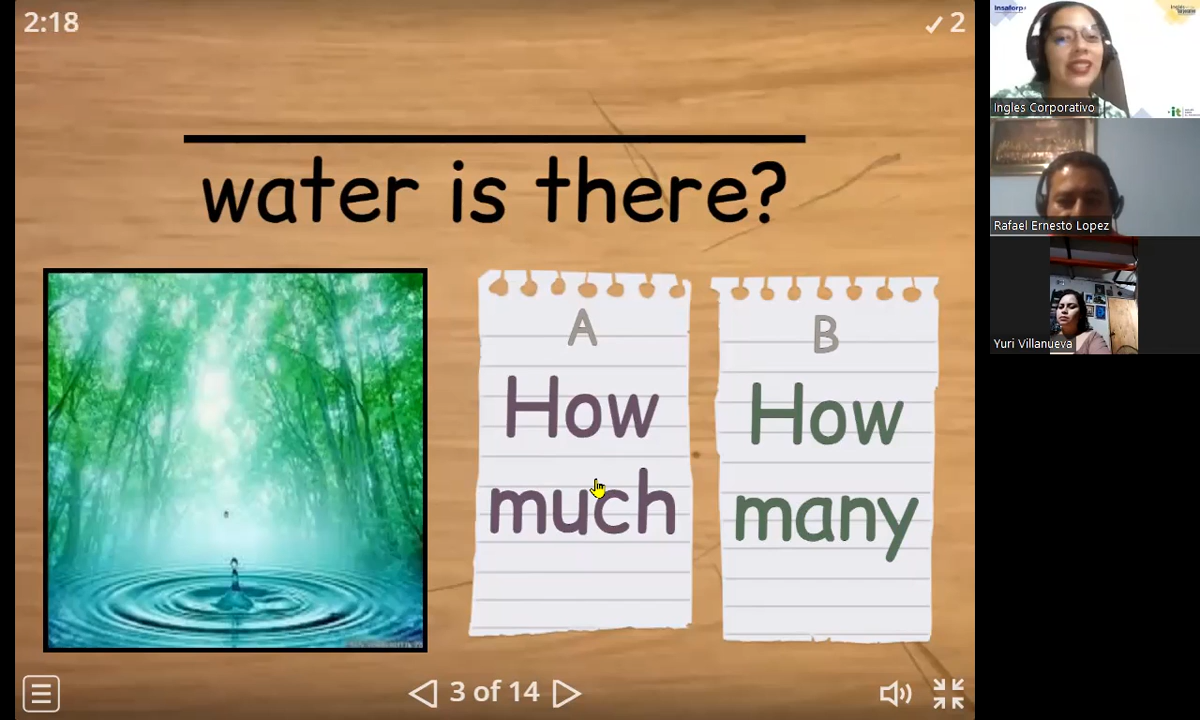 2:18
✓ 2
water is there?
A
How
much
B
How
many
3 of 14
Insaforp
Ingles Corporativo
Rafael Ernesto Lopez
Yuri Villanueva